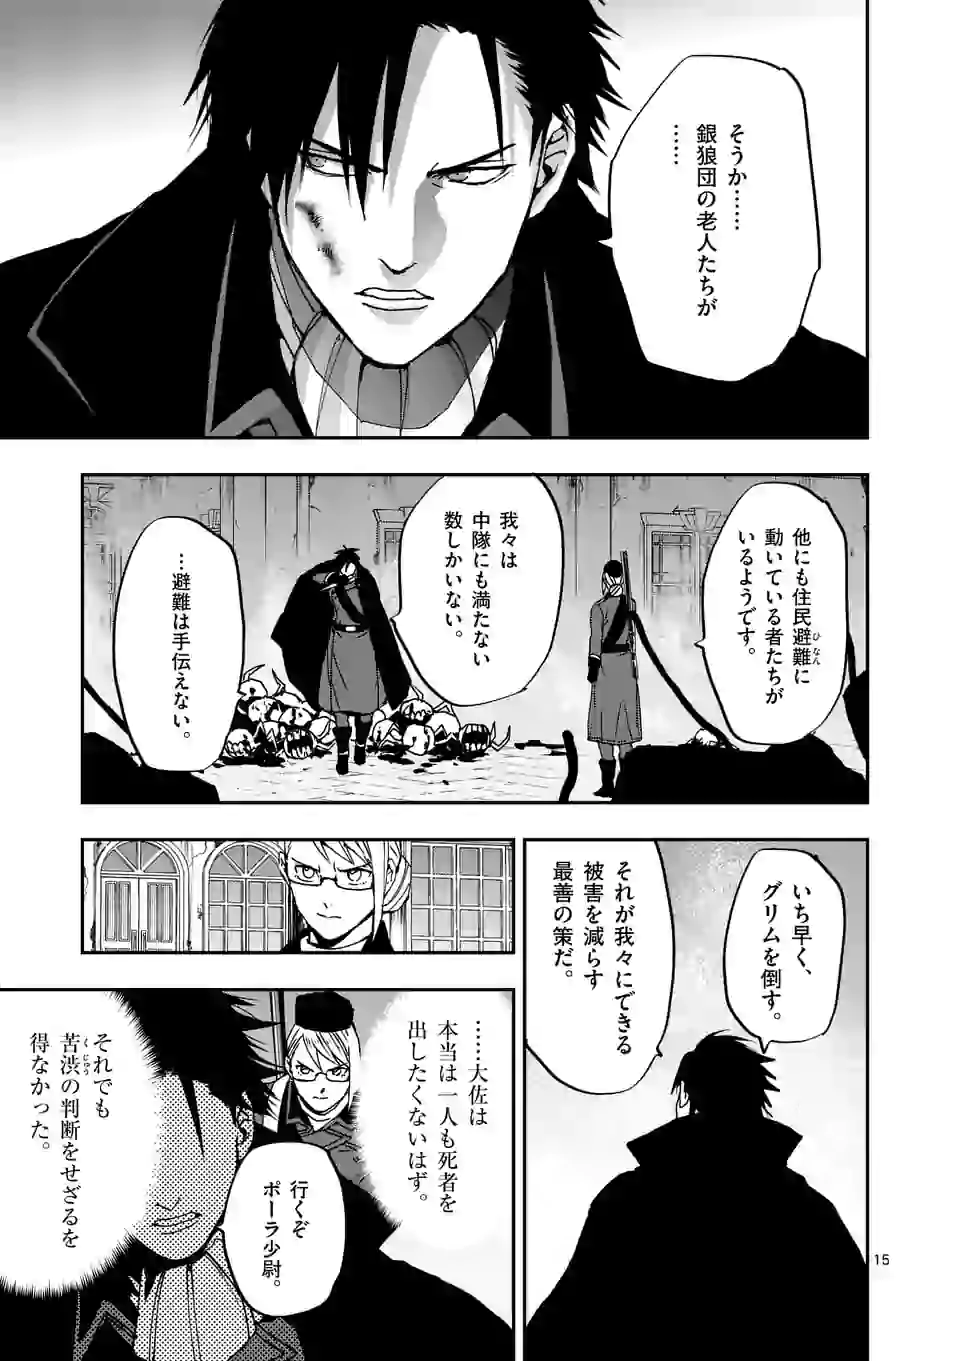 そうか……
銀狼団の老人たちが
……
他にも住民避難に
ひなん
動いている者たちが
いるようです。
我々は
中隊にも満たない
数しかいない。
…避難は手伝えない。
いち早く、
グリムを倒す。
それが我々にできる
被害を減らす
最善の策だ。
……大佐は
本当は一人も死者を
出したくないはず。
行くぞ
ポーラ少尉。
それでも
苦渋の判断をせざるを
くじゅう
得なかった。
15